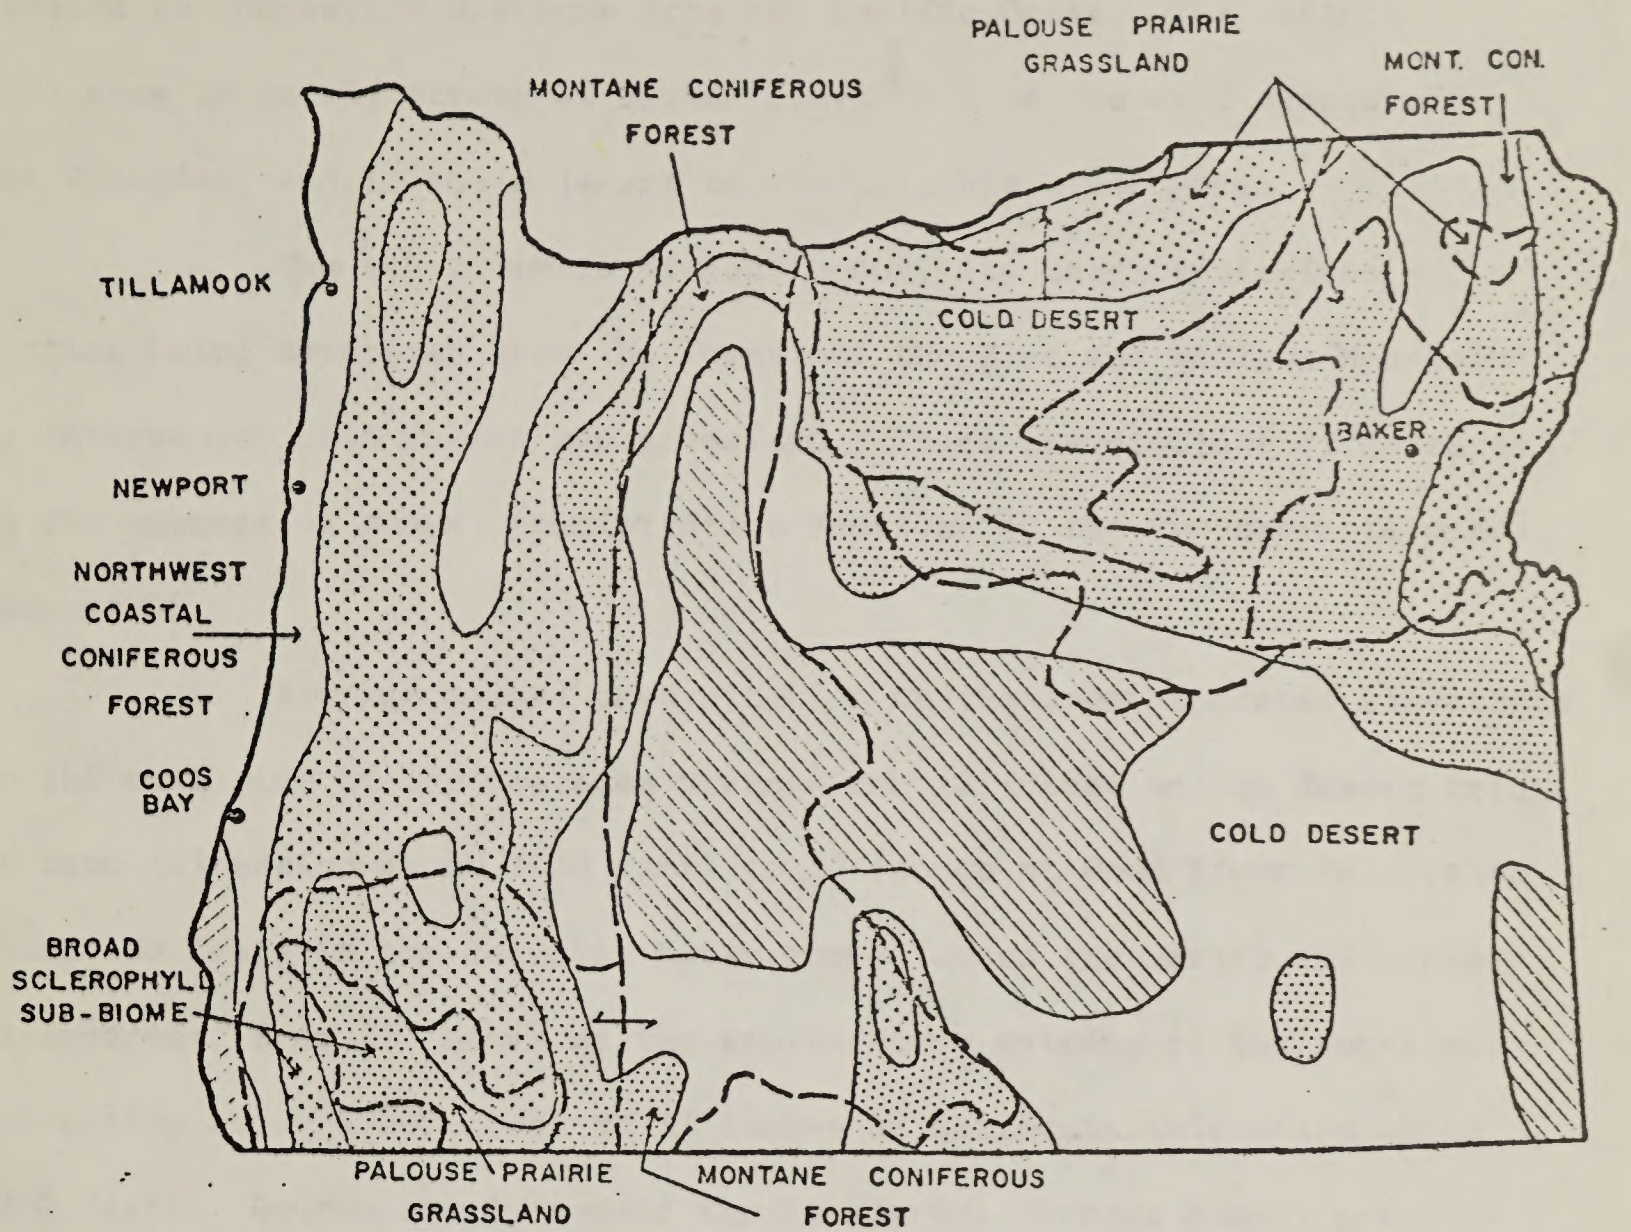 PALOUSE PRAIRIE
GRASSLAND
MONT. CON.
FOREST
MONTANE CONIFEROUS
FOREST
TILLAMOOK
COLD DESERT
BAKER
NEWPORT
NORTHWEST
COASTAL
CONIFEROUS
FOREST
COOS
BAY
COLD DESERT
BROAD
SCLEROPHYLL
SUB-BIOME
PALOUSE PRAIRIE
GRASSLAND
MONTANE CONIFEROUS
FOREST